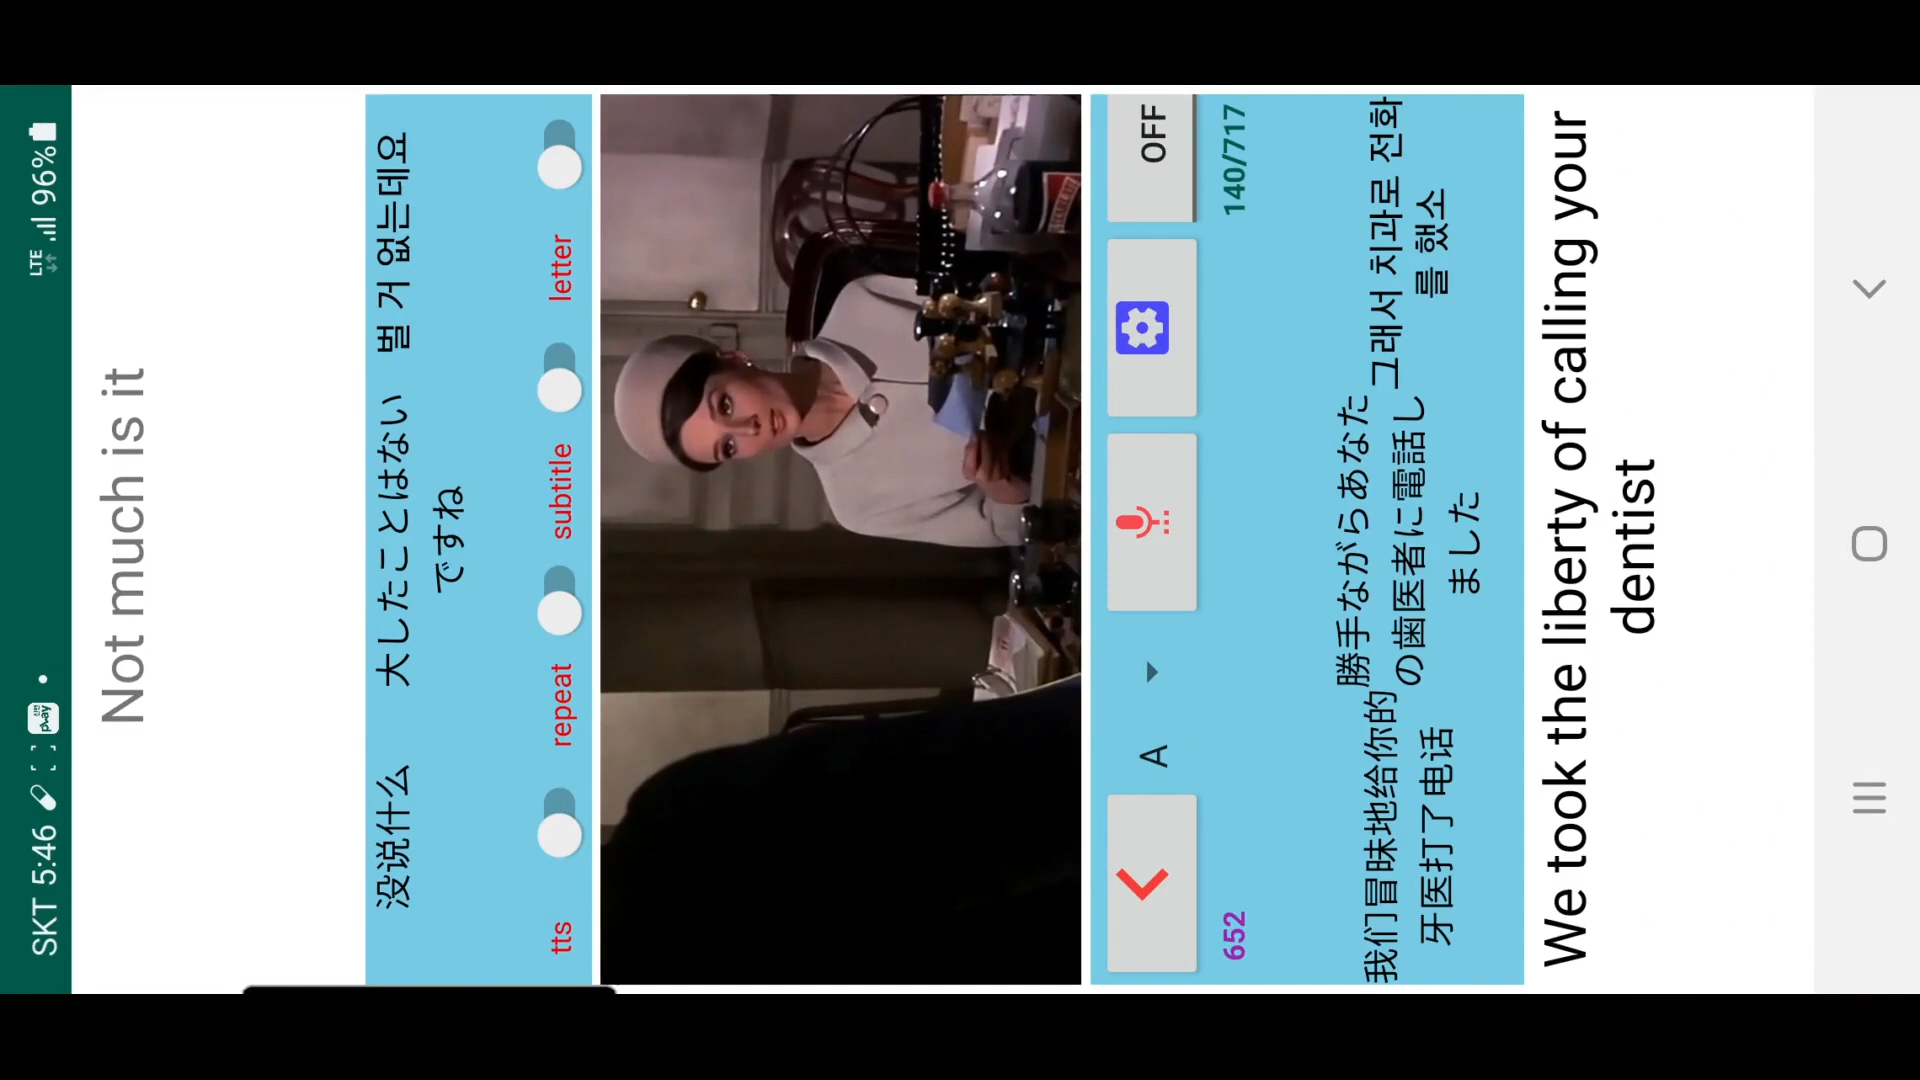 SKT 5:46
LTE
96%
Not much is it
没说什么
大したことはない
ですね
별 거 없는데요
tts
repeat
subtitle
letter
A
OFF
652
140/717
我们冒昧地给你的
牙医打了电话
勝手ながらあなた
の歯医者に電話し
ました
그래서 치과로 전화
를 했소
We took the liberty of calling your
dentist